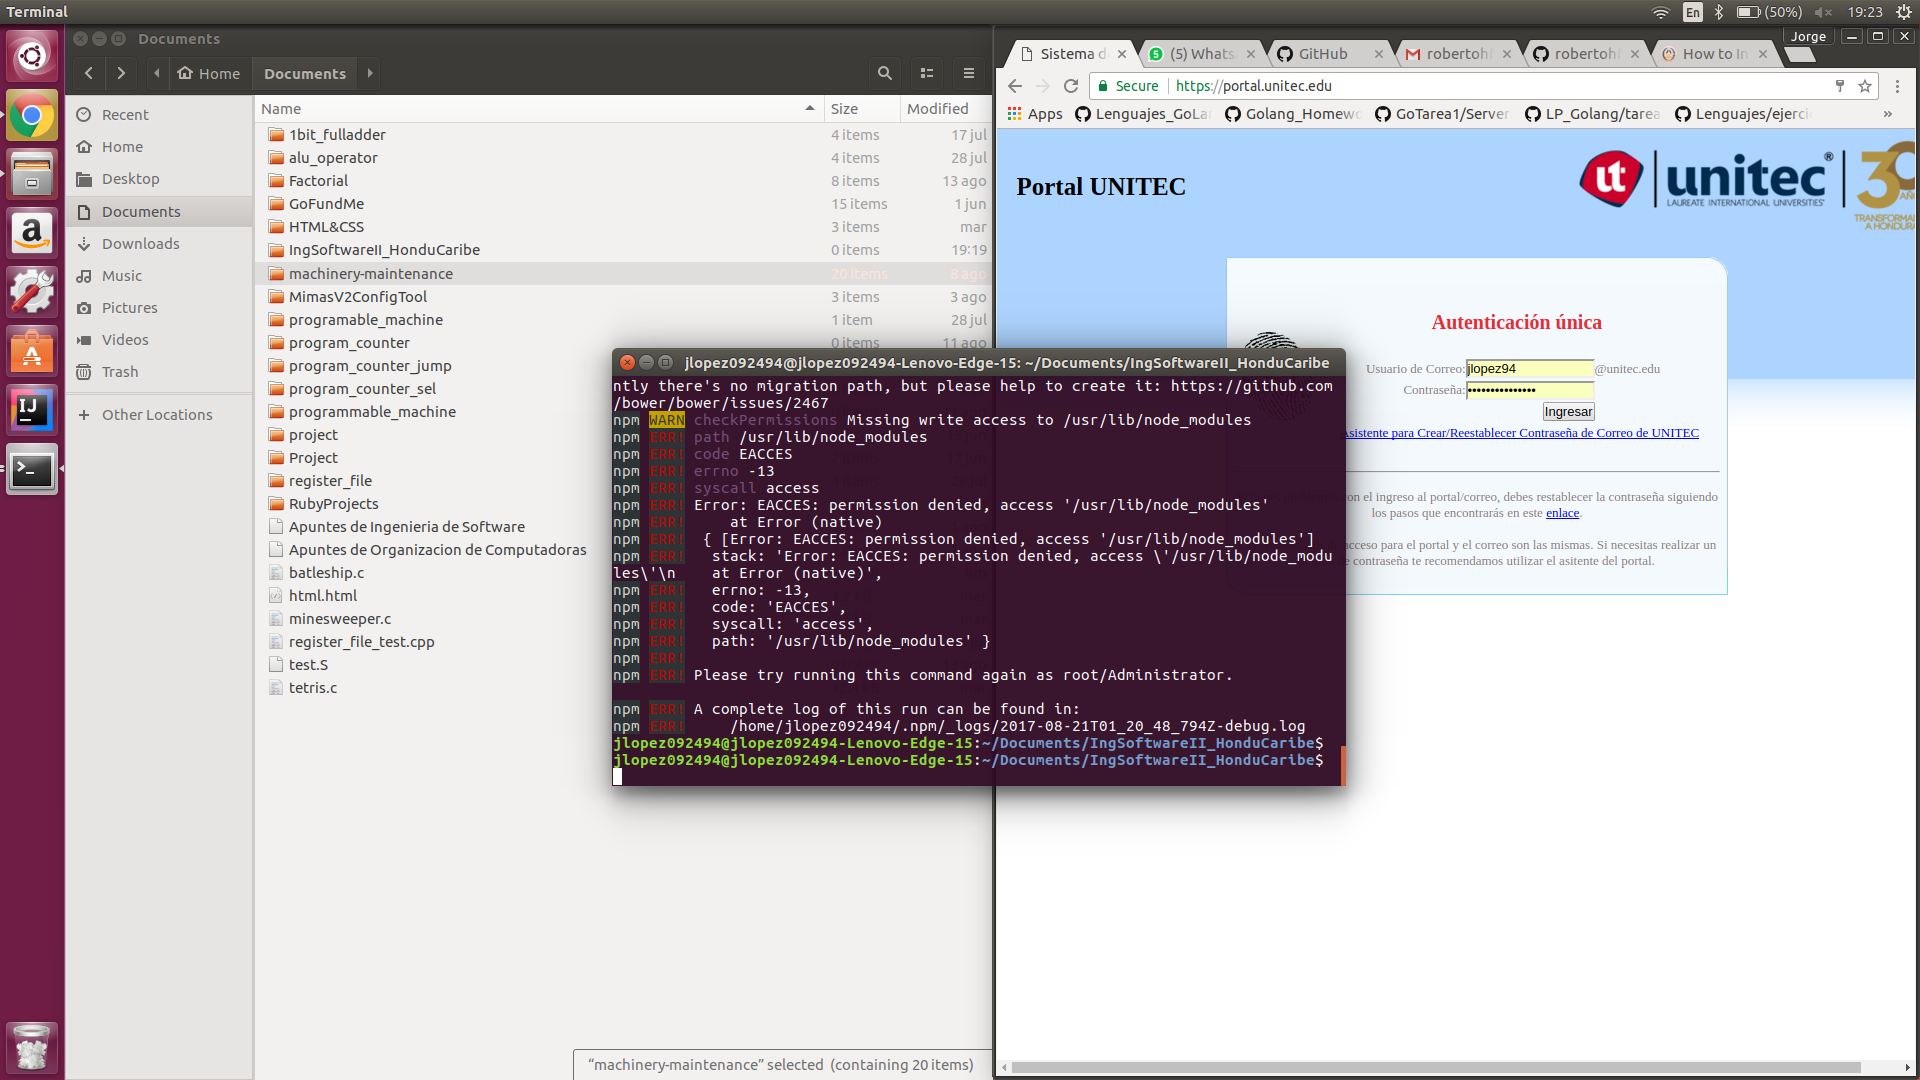 Terminal
En
(50%)
19:23
Documents
Home
Documents
Recent
Home
Desktop
Documents
Downloads
Music
Pictures
Videos
Trash
Other Locations
Name Size Modified
1bit_fulladder 4 items 17 jul
alu_operator 4 items 28 jul
Factorial 8 items 13 ago
GoFundMe 15 items 1 jun
HTML&CSS 3 items mar
IngSoftwareII_HonduCaribe 0 items 19:19
machinery-maintenance 20 items 8 ago
MimasV2ConfigTool 3 items 3 ago
programable_machine 1 item 28 jul
program_counter 0 items 11 ago
program_counter_jump
program_counter_sel
programmable_machine
project
Project
register_file
RubyProjects
Apuntes de Ingenieria de Software
Apuntes de Organizacion de Computadoras
batleship.c
html.html
minesweeper.c
register_file_test.cpp
test.S
tetris.c
"machinery-maintenance" selected (containing 20 items)
jlopez092494@jlopez092494-Lenovo-Edge-15: ~/Documents/IngSoftwareII_HonduCaribe
ntly there's no migration path, but please help to create it: https://github.com
/bower/bower/issues/2467
npm WARN checkPermissions Missing write access to /usr/lib/node_modules
npm ERR! path /usr/lib/node_modules
npm ERR! code EACCES
npm ERR! errno -13
npm ERR! syscall access
npm ERR! Error: EACCES: permission denied, access '/usr/lib/node_modules'
npm ERR!     at Error (native)
npm ERR!  { [Error: EACCES: permission denied, access '/usr/lib/node_modules']
npm ERR!   stack: 'Error: EACCES: permission denied, access \'/usr/lib/node_modu
les\'\n    at Error (native)',
npm ERR!   errno: -13,
npm ERR!   code: 'EACCES',
npm ERR!   syscall: 'access',
npm ERR!   path: '/usr/lib/node_modules' }
npm ERR!
npm ERR! Please try running this command again as root/Administrator.
npm ERR! A complete log of this run can be found in:
npm ERR!     /home/jlopez092494/.npm/_logs/2017-08-21T01_20_48_794Z-debug.log
jlopez092494@jlopez092494-Lenovo-Edge-15:~/Documents/IngSoftwareII_HonduCaribe$
jlopez092494@jlopez092494-Lenovo-Edge-15:~/Documents/IngSoftwareII_HonduCaribe$
Jorge
Sistema d
(5) Whats
GitHub
robertoh
robertoh
How to In
Secure https://portal.unitec.edu
Apps
Lenguajes_GoLa
Golang_Homew
GoTarea1/Server
LP_Golang/tarea
Lenguajes/ejerci
»
Portal UNITEC
ut unitec®
LAUREATE INTERNATIONAL UNIVERSITIES®
30
AÑO
TRANSFORMA
A HONDURA
Autenticación única
Usuario de Correo: jlopez94 @unitec.edu
Contraseña:
Ingresar
Asistente para Crear/Reestablecer Contraseña de Correo de UNITEC
con el ingreso al portal/correo, debes restablecer la contraseña siguiendo
los pasos que encontrarás en este enlace.
acceso para el portal y el correo son las mismas. Si necesitas realizar un
contraseña te recomendamos utilizar el asitente del portal.